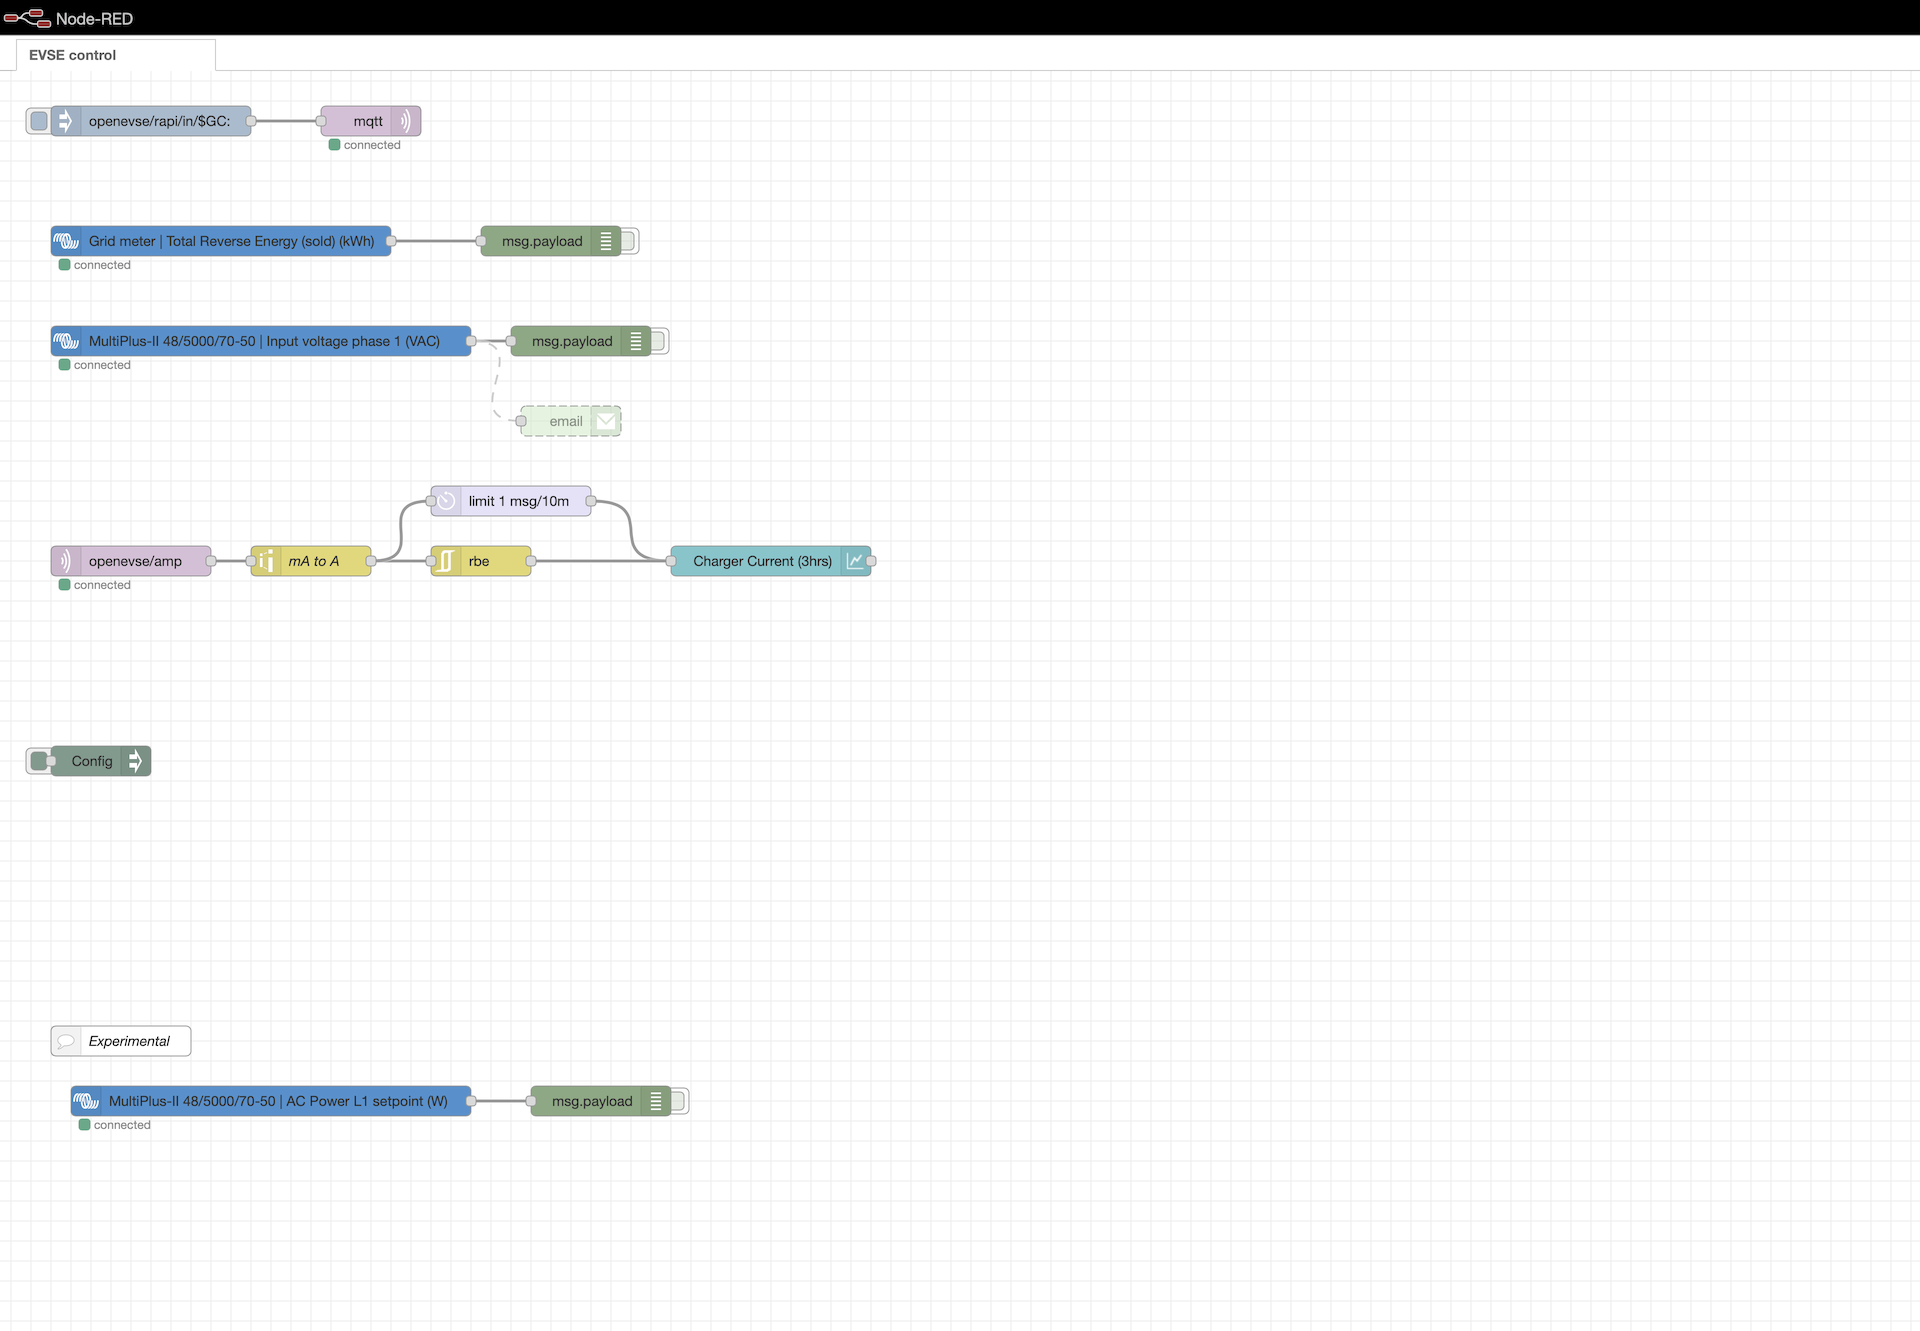 Node-RED
EVSE control
openevse/rapi/in/$GC:
mqtt
connected
Grid meter | Total Reverse Energy (sold) (kWh)
msg.payload
connected
MultiPlus-II 48/5000/70-50 | Input voltage phase 1 (VAC)
msg.payload
connected
email
limit 1 msg/10m
openevse/amp
mA to A
rbe
Charger Current (3hrs)
connected
Config
Experimental
MultiPlus-II 48/5000/70-50 | AC Power L1 setpoint (W)
msg.payload
connected